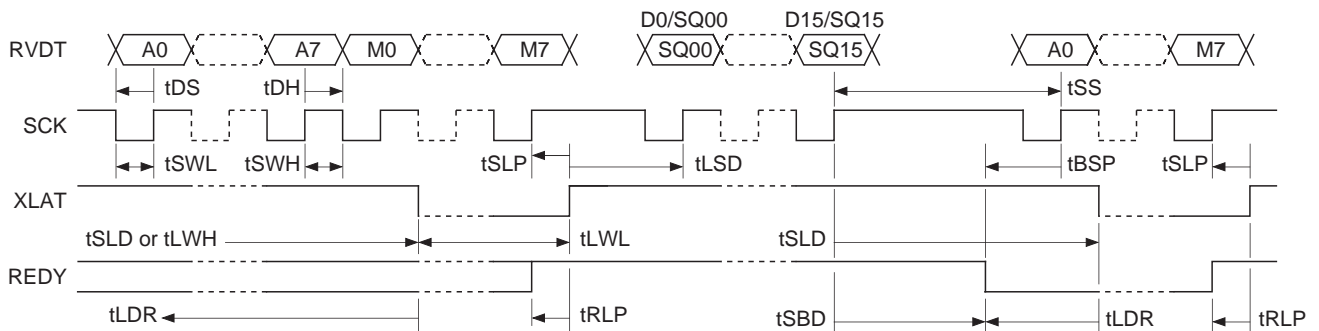 D0/SQ00 D15/SQ15
RVDT A0 A7 M0 M7 SQ00 SQ15 A0 M7
tDS tDH tSS
SCK
tSWL tSWH tSLP tLSD tBSP tSLP
XLAT
tSLD or tLWH tLWL tSLD
REDY
tLDR tRLP tSBD tLDR tRLP